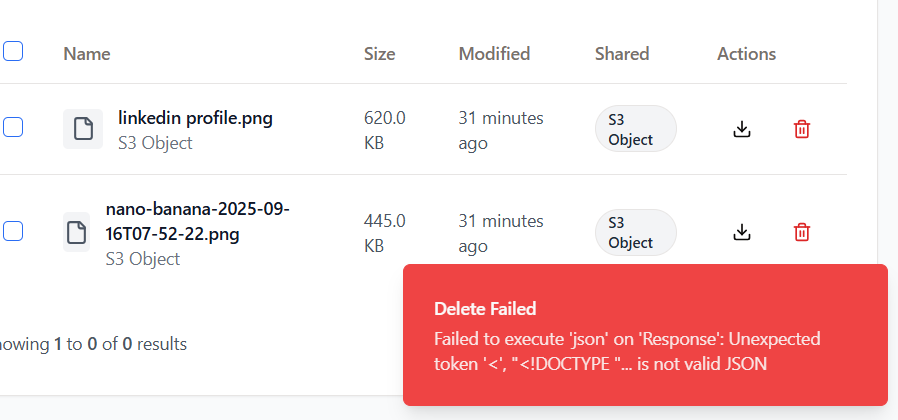 Name Size Modified Shared Actions
linkedin profile.png
S3 Object
620.0
KB
31 minutes
ago
S3
Object
nano-banana-2025-09-
16T07-52-22.png
S3 Object
445.0
KB
31 minutes
ago
S3
Object
owing 1 to 0 of 0 results
Delete Failed
Failed to execute 'json' on 'Response': Unexpected
token '<', "<!DOCTYPE "... is not valid JSON